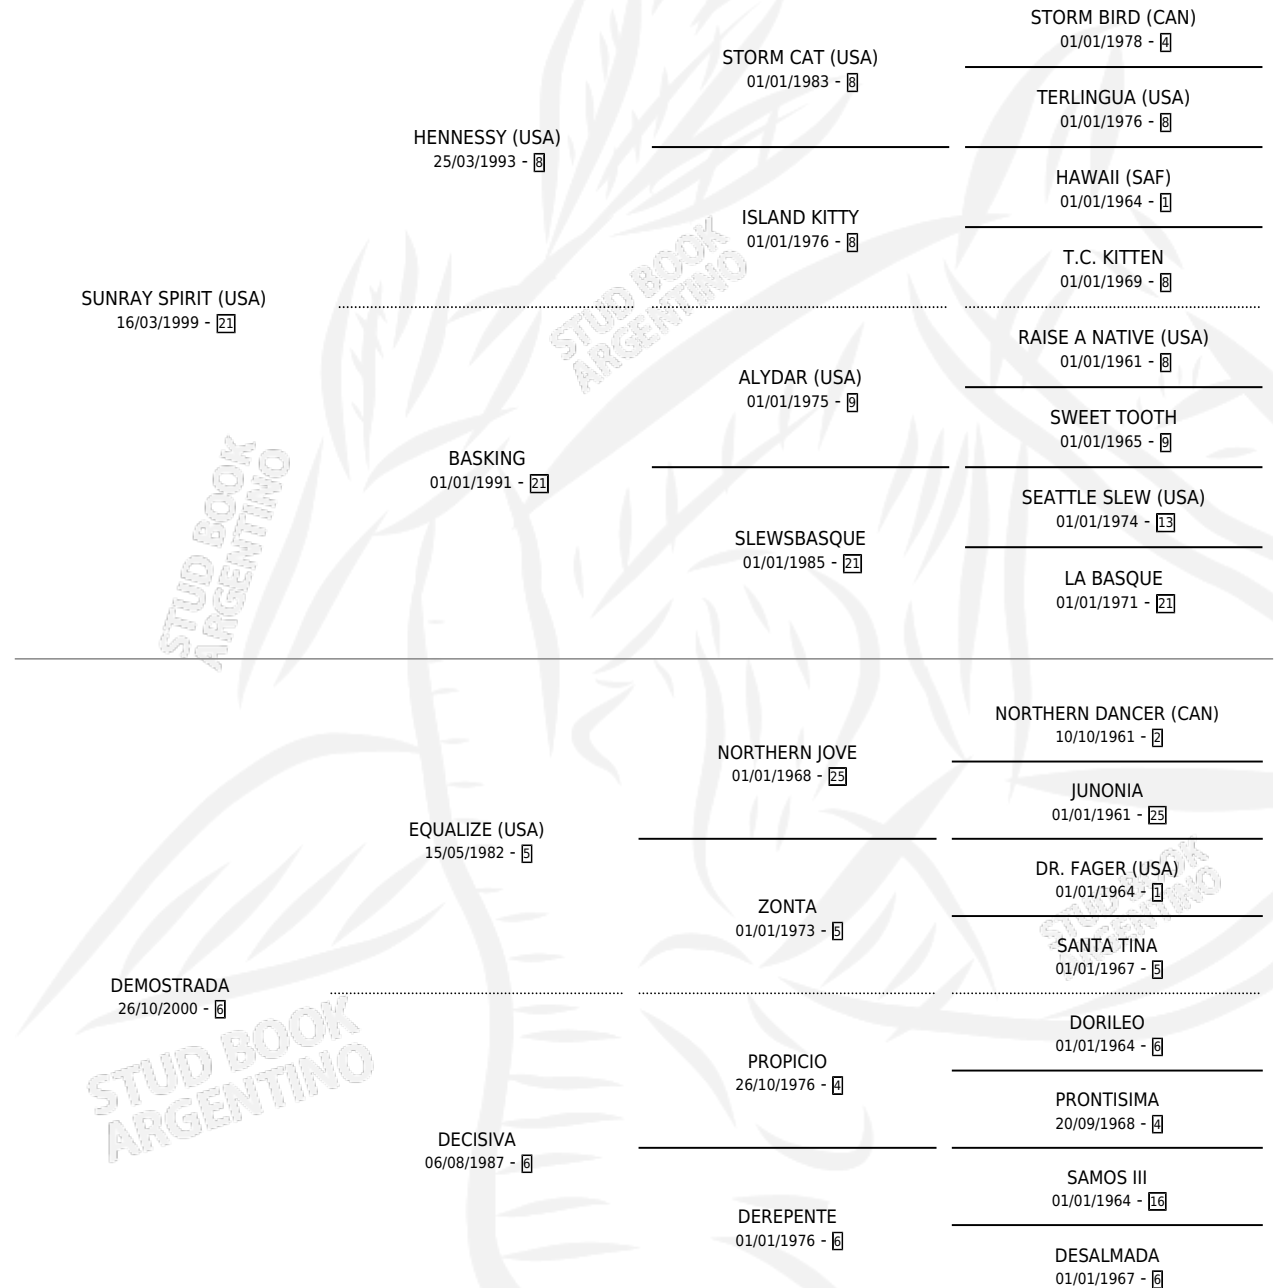 STORM BIRD (CAN)
01/01/1978 - 4
STORM CAT (USA)
01/01/1983 - 8
TERLINGUA (USA)
01/01/1976 - 8
HENNESSY (USA)
25/03/1993 - 8
HAWAII (SAF)
01/01/1964 - 1
ISLAND KITTY
01/01/1976 - 8
T.C. KITTEN
01/01/1969 - 8
SUNRAY SPIRIT (USA)
16/03/1999 - 21
STUD BOOK
ARGENTINO
RAISE A NATIVE (USA)
01/01/1961 - 8
ALYDAR (USA)
01/01/1975 - 9
SWEET TOOTH
01/01/1965 - 9
BASKING
01/01/1991 - 21
SEATTLE SLEW (USA)
01/01/1974 - 13
SLEWSBASQUE
01/01/1985 - 21
LA BASQUE
01/01/1971 - 21
STUD BOOK
ARGENTINO
NORTHERN DANCER (CAN)
10/10/1961 - 2
NORTHERN JOVE
01/01/1968 - 25
JUNONIA
01/01/1961 - 25
EQUALIZE (USA)
15/05/1982 - 5
DR. FAGER (USA)
01/01/1964 - 1
ZONTA
01/01/1973 - 5
STUD BOOK
ARGENTINO
SANTA TINA
01/01/1967 - 5
DEMOSTRADA
26/10/2000 - 6
DORILEO
01/01/1964 - 6
STUD BOOK
ARGENTINO
PROPICIO
26/10/1976 - 4
PRONTISIMA
20/09/1968 - 4
DECISIVA
06/08/1987 - 6
SAMOS III
01/01/1964 - 16
DEREPENTE
01/01/1976 - 6
DESALMADA
01/01/1967 - 6